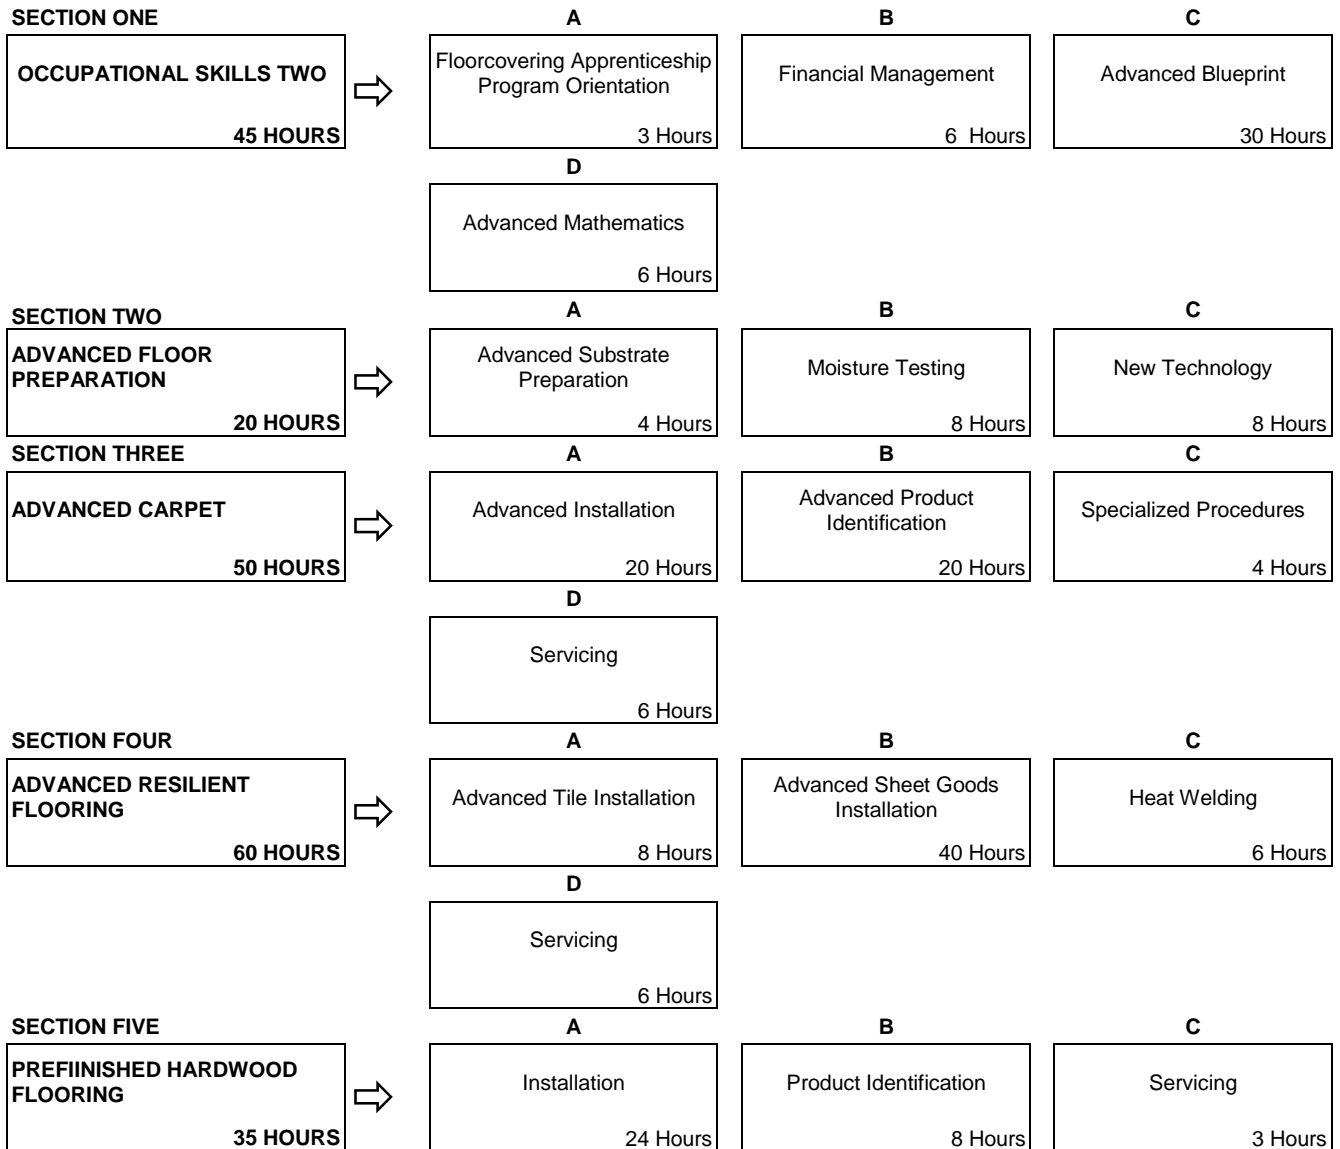 SECTION ONE
A
B
C
OCCUPATIONAL SKILLS TWO
45 HOURS
Floorcovering Apprenticeship
Program Orientation
3 Hours
Financial Management
6 Hours
Advanced Blueprint
30 Hours
D
Advanced Mathematics
6 Hours
SECTION TWO
A
B
C
ADVANCED FLOOR
PREPARATION
20 HOURS
Advanced Substrate
Preparation
4 Hours
Moisture Testing
8 Hours
New Technology
8 Hours
SECTION THREE
A
B
C
ADVANCED CARPET
50 HOURS
Advanced Installation
20 Hours
Advanced Product
Identification
20 Hours
Specialized Procedures
4 Hours
D
Servicing
6 Hours
SECTION FOUR
A
B
C
ADVANCED RESILIENT
FLOORING
60 HOURS
Advanced Tile Installation
8 Hours
Advanced Sheet Goods
Installation
40 Hours
Heat Welding
6 Hours
D
Servicing
6 Hours
SECTION FIVE
A
B
C
PREFIINISHED HARDWOOD
FLOORING
35 HOURS
Installation
24 Hours
Product Identification
8 Hours
Servicing
3 Hours